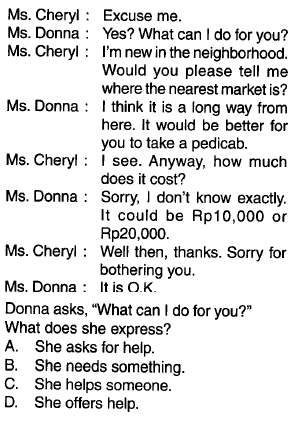 Ms. Cheryl : Excuse me.
Ms. Donna : Yes? What can I do for you?
Ms. Cheryl : I'm new in the neighborhood.
Would you please tell me
where the nearest market is?
Ms. Donna : I think it is a long way from
here. It would be better for
you to take a pedicab.
Ms. Cheryl : I see. Anyway, how much
does it cost?
Ms. Donna : Sorry, I don't know exactly.
It could be Rp10,000 or
Rp20,000.
Ms. Cheryl : Well then, thanks. Sorry for
bothering you.
Ms. Donna : It is O.K.
Donna asks, "What can I do for you?"
What does she express?
A. She asks for help.
B. She needs something.
C. She helps someone.
D. She offers help.